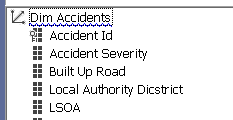 Dim Accidents
Accident Id
Accident Severity
Built Up Road
Local Authority Dicstrict
LSOA